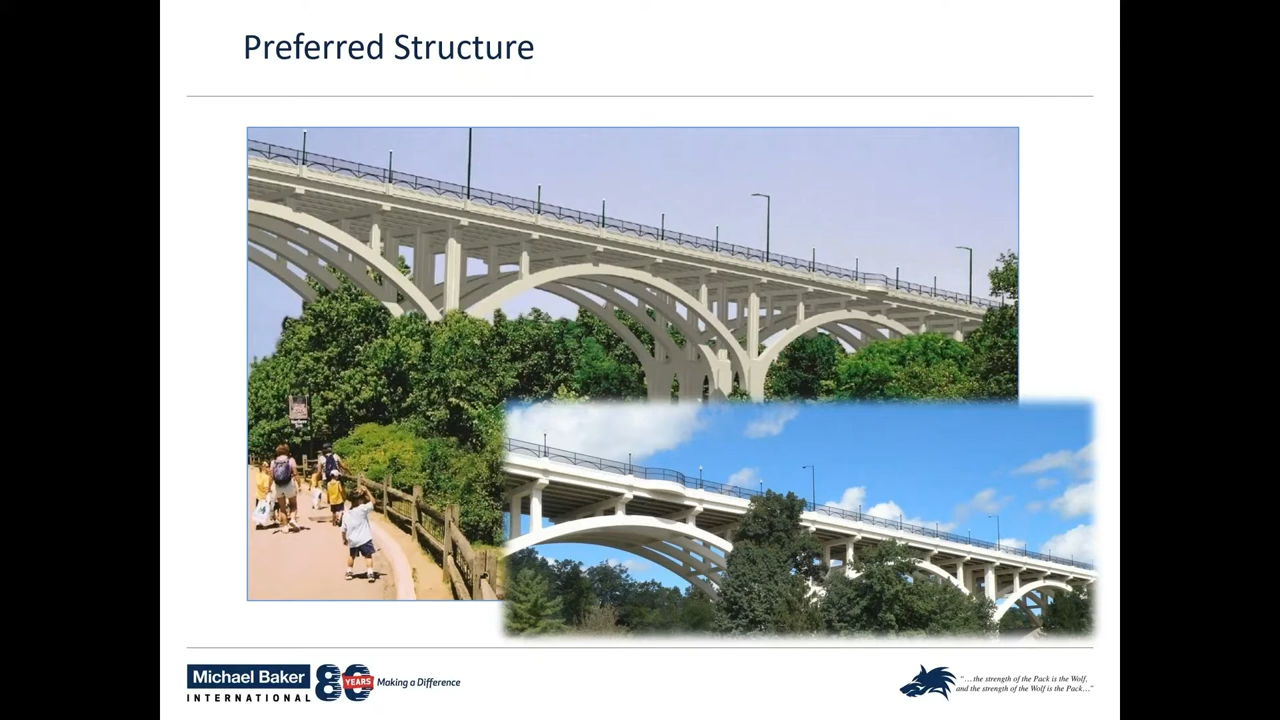 Preferred Structure
Michael Baker
INTERNATIONAL
80
YEARS
Making a Difference
“…the strength of the Pack is the Wolf,
and the strength of the Wolf is the Pack…”